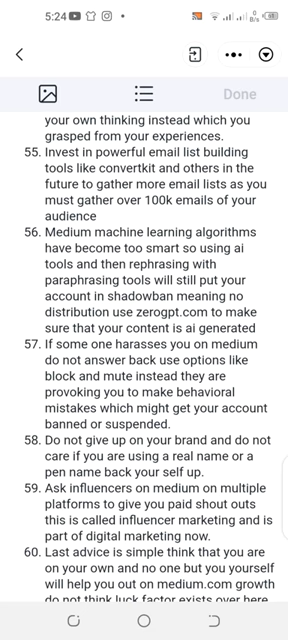 5:24
0
B/s
Done
your own thinking instead which you
grasped from your experiences.
55. Invest in powerful email list building
tools like convertkit and others in the
future to gather more email lists as you
must gather over 100k emails of your
audience
56. Medium machine learning algorithms
have become too smart so using ai
tools and then rephrasing with
paraphrasing tools will still put your
account in shadowban meaning no
distribution use zerogpt.com to make
sure that your content is ai generated
57. If some one harasses you on medium
do not answer back use options like
block and mute instead they are
provoking you to make behavioral
mistakes which might get your account
banned or suspended.
58. Do not give up on your brand and do not
care if you are using a real name or a
pen name back your self up.
59. Ask influencers on medium on multiple
platforms to give you paid shout outs
this is called influencer marketing and is
part of digital marketing now.
60. Last advice is simple think that you are
on your own and no one but you yourself
will help you out on medium.com growth
do not think luck factor exists over here